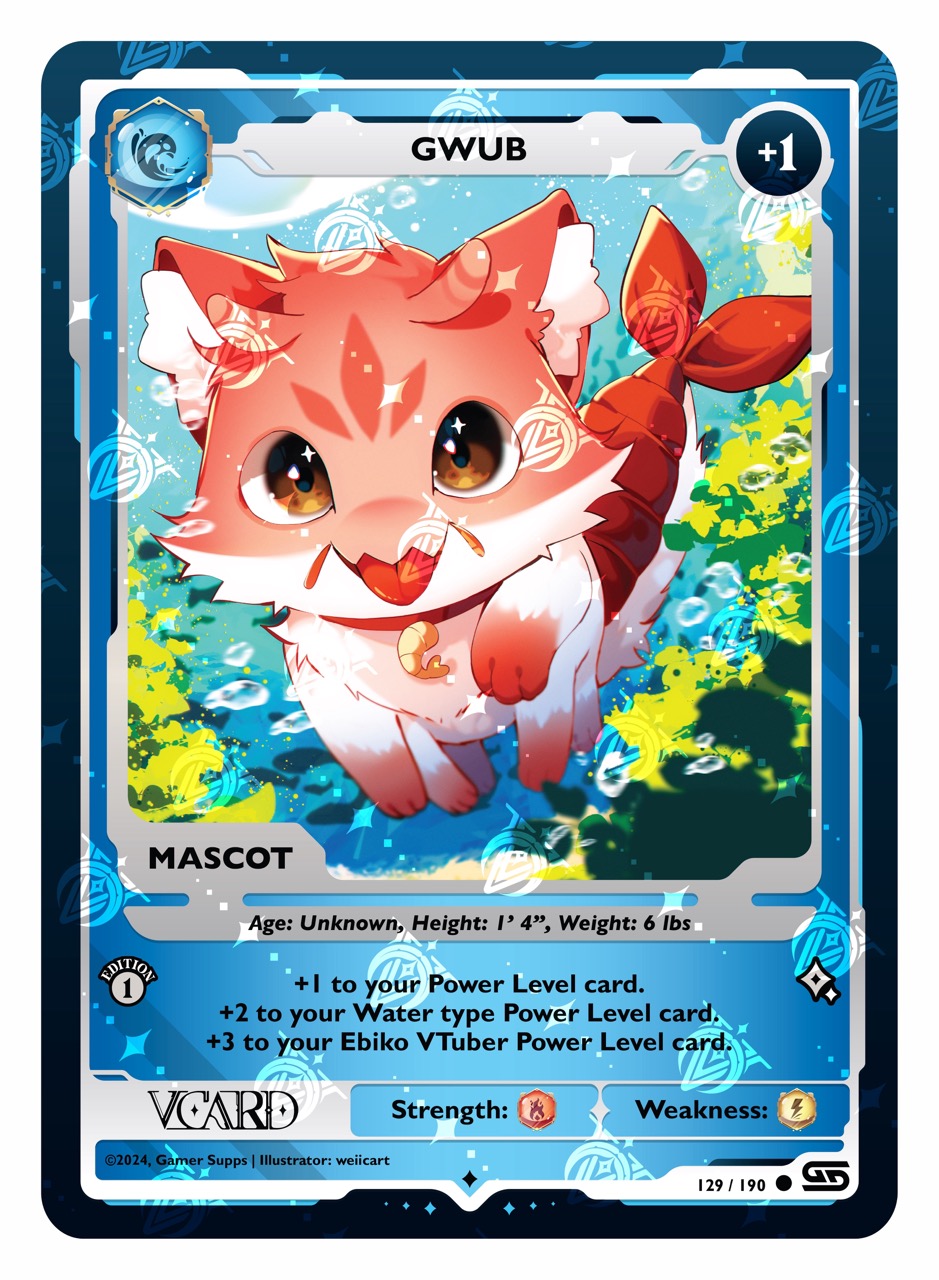 GWUB
+1
MASCOT
Age: Unknown, Height: 1’ 4”, Weight: 6 lbs
EDITION
1
+1 to your Power Level card.
+2 to your Water type Power Level card.
+3 to your Ebiko VTuber Power Level card.
VCARD
Strength:
Weakness:
©2024, Gamer Supps | Illustrator: weiicart
129 / 190
GG